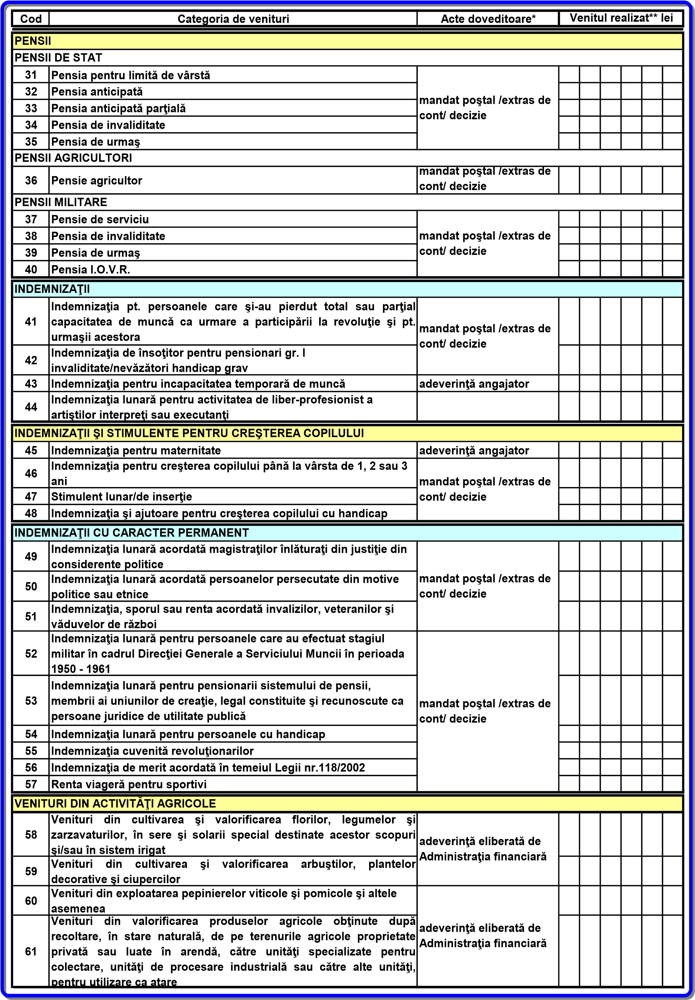 Cod Categoria de venituri Acte doveditoare* Venitul realizat** lei
PENSII
PENSII DE STAT
31 Pensia pentru limită de vârstă
32 Pensia anticipată
33 Pensia anticipată parţială
34 Pensia de invaliditate
35 Pensia de urmaş
mandat poştal /extras de
cont/ decizie
PENSII AGRICULTORI
36 Pensie agricultor
mandat poştal /extras de
cont/ decizie
PENSII MILITARE
37 Pensie de serviciu
38 Pensia de invaliditate
39 Pensia de urmaş
40 Pensia I.O.V.R.
mandat poştal /extras de
cont/ decizie
INDEMNIZAŢII
41 Indemnizaţia pt. persoanele care şi-au pierdut total sau parţial
capacitatea de muncă ca urmare a participării la revoluţie şi pt.
urmaşii acestora
42 Indemnizaţia de însoţitor pentru pensionari gr. I
invaliditate/nevăzători handicap grav
mandat poştal /extras de
cont/ decizie
43 Indemnizaţia pentru incapacitatea temporară de muncă adeverinţă angajator
44 Indemnizaţia lunară pentru activitatea de liber-profesionist a
artiştilor interpreţi sau executanţi
INDEMNIZAŢII ŞI STIMULENTE PENTRU CREŞTEREA COPILULUI
45 Indemnizaţia pentru maternitate adeverinţă angajator
46 Indemnizaţia pentru creşterea copilului până la vârsta de 1, 2 sau 3
ani
47 Stimulent lunar/de inserţie
48 Indemnizaţia şi ajutoare pentru creşterea copilului cu handicap
mandat poştal /extras de
cont/ decizie
INDEMNIZAŢII CU CARACTER PERMANENT
49 Indemnizaţia lunară acordată magistraţilor înlăturaţi din justiţie din
considerente politice
50 Indemnizaţia lunară acordată persoanelor persecutate din motive
politice sau etnice
51 Indemnizaţia, sporul sau renta acordată invalizilor, veteranilor şi
văduvelor de război
mandat poştal /extras de
cont/ decizie
52 Indemnizaţia lunară pentru persoanele care au efectuat stagiul
militar în cadrul Direcţiei Generale a Serviciului Muncii în perioada
1950 - 1961
53 Indemnizaţia lunară pentru pensionarii sistemului de pensii,
membrii ai uniunilor de creaţie, legal constituite şi recunoscute ca
persoane juridice de utilitate publică
54 Indemnizaţia lunară pentru persoanele cu handicap
55 Indemnizaţia cuvenită revoluţionarilor
56 Indemnizaţia de merit acordată în temeiul Legii nr.118/2002
57 Renta viageră pentru sportivi
mandat poştal /extras de
cont/ decizie
VENITURI DIN ACTIVITĂŢI AGRICOLE
58 Venituri din cultivarea şi valorificarea florilor, legumelor şi
zarzavaturilor, în sere şi solarii special destinate acestor scopuri
şi/sau în sistem irigat
59 Venituri din cultivarea şi valorificarea arbuştilor, plantelor
decorative şi ciupercilor
adeverinţă eliberată de
Administraţia financiară
60 Venituri din exploatarea pepinierelor viticole şi pomicole şi altele
asemenea
61 Venituri din valorificarea produselor agricole obţinute după
recoltare, în stare naturală, de pe terenurile agricole proprietate
privată sau luate în arendă, către unităţi specializate pentru
colectare, unităţi de procesare industrială sau către alte unităţi,
pentru utilizare ca atare
adeverinţă eliberată de
Administraţia financiară